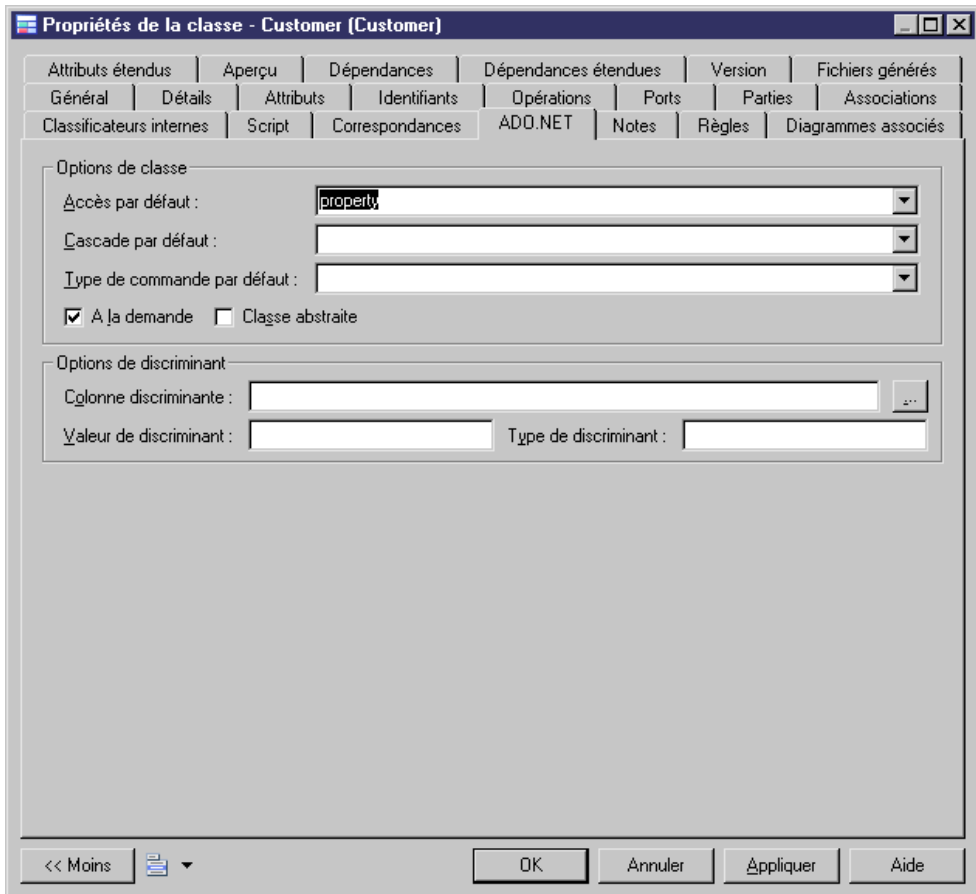 Propriétés de la classe - Customer (Customer)
Attributs étendus Aperçu Dépendances Dépendances étendues Version Fichiers générés
Général Détails Attributs Identifiants Opérations Ports Parties Associations
Classificateurs internes Script Correspondances ADO.NET Notes Règles Diagrammes associés
Options de classe
Accès par défaut : property
Cascade par défaut :
Type de commande par défaut :
A la demande Classe abstraite
Options de discriminant
Colonne discriminante : ...
Valeur de discriminant : Type de discriminant :
<< Moins OK Annuler Appliquer Aide